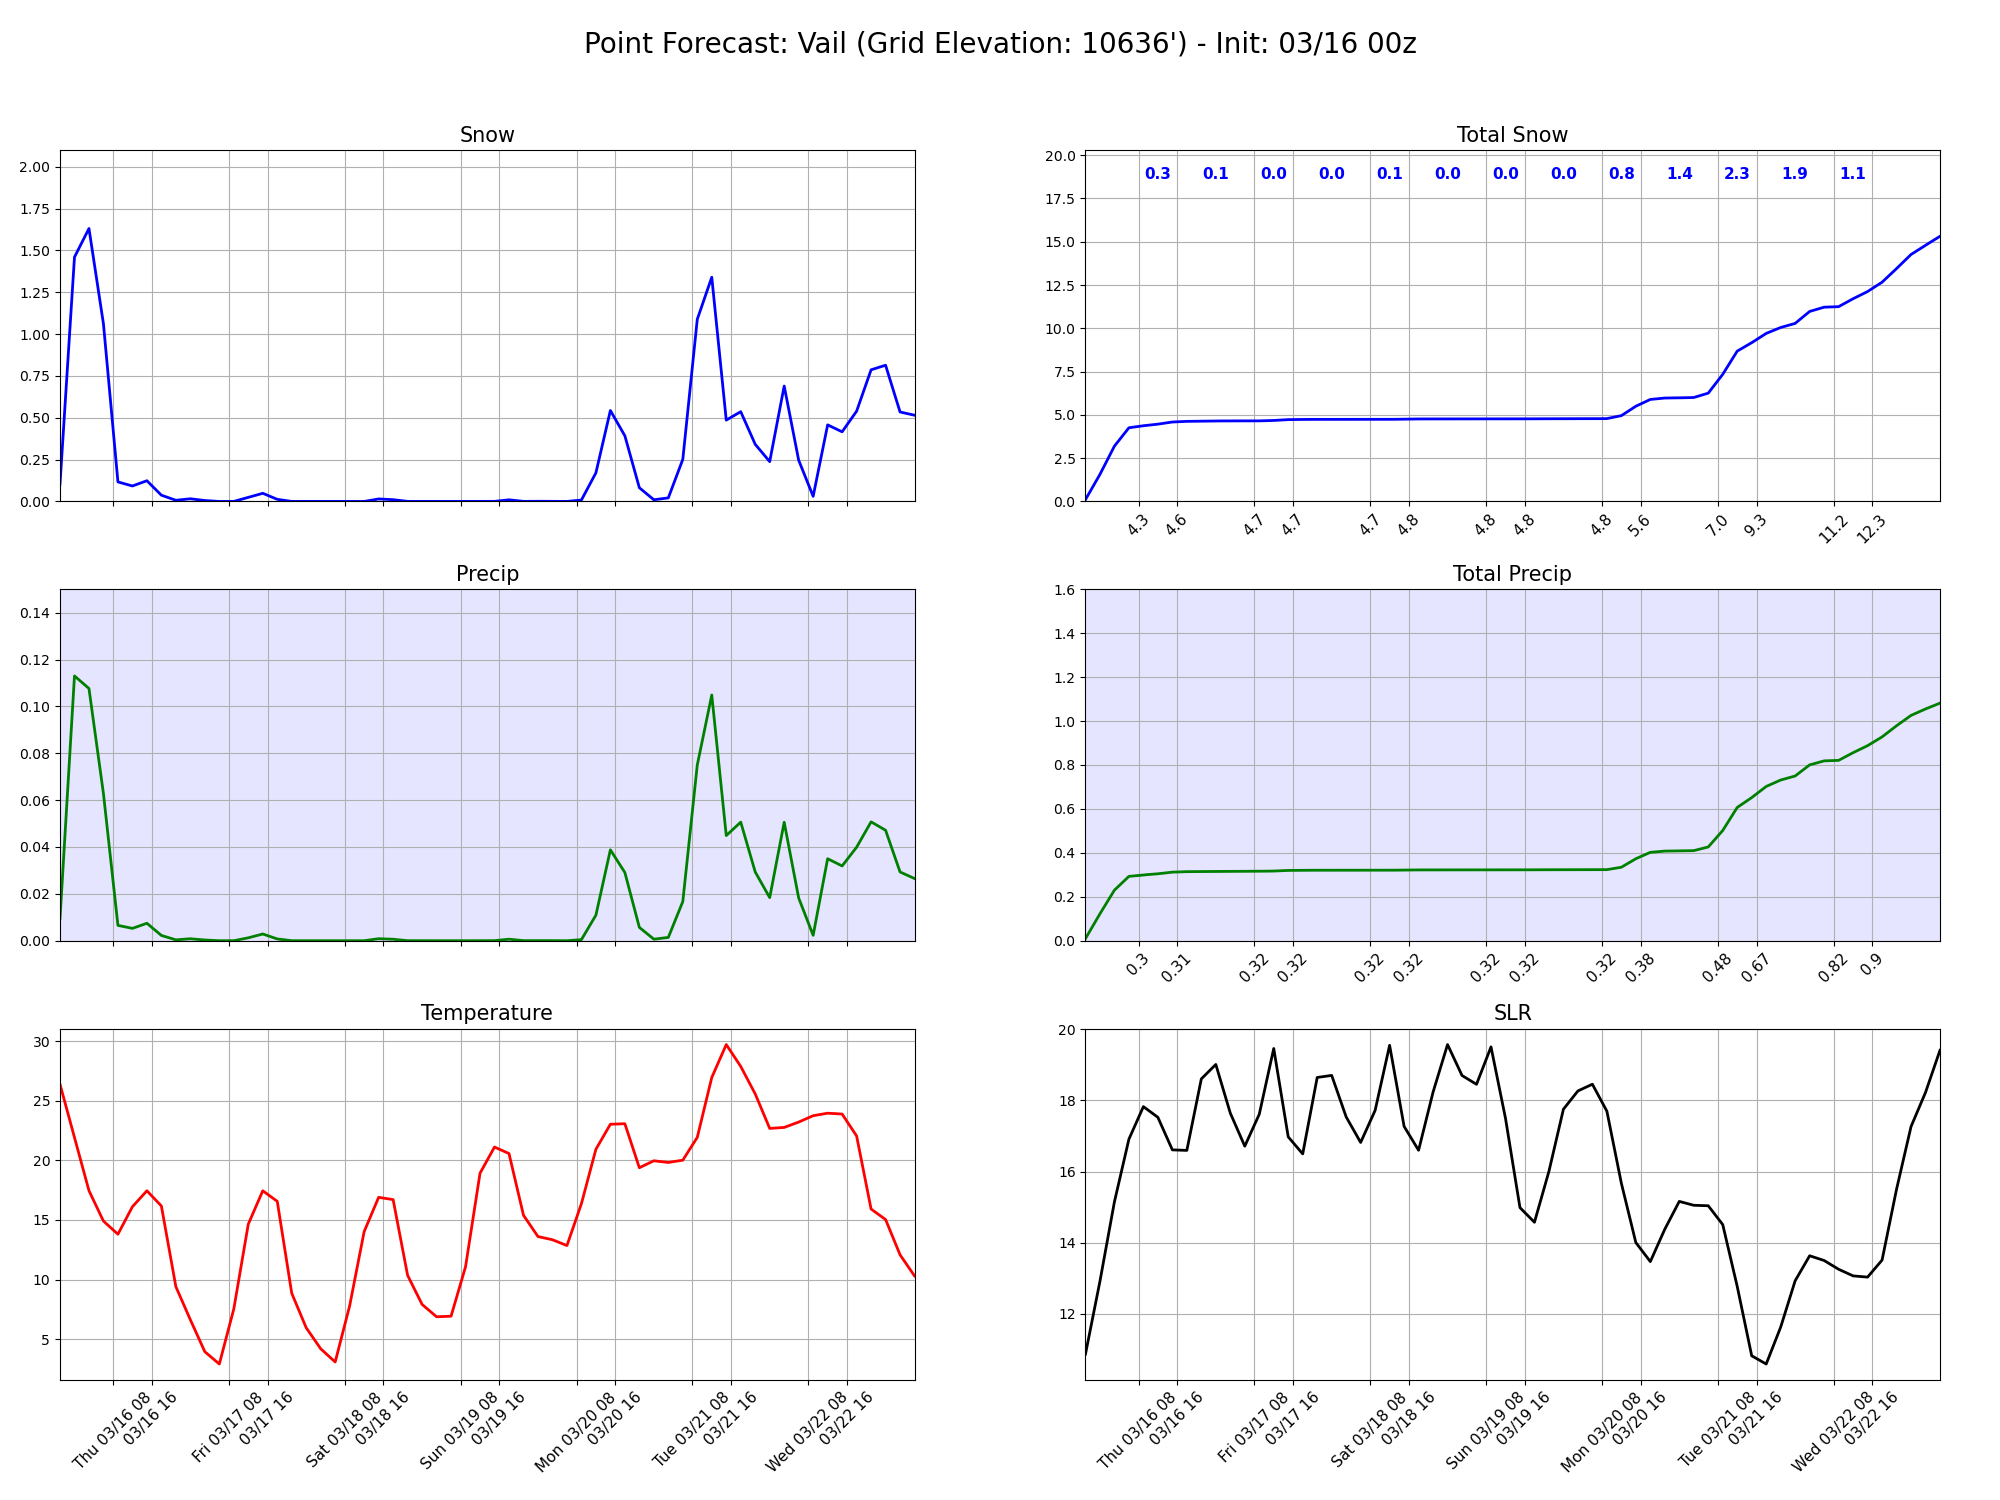 Point Forecast: Vail (Grid Elevation: 10636') - Init: 03/16 00z
Snow
2.00
1.75
1.50
1.25
1.00
0.75
0.50
0.25
0.00
Total Snow
20.0
17.5
15.0
12.5
10.0
7.5
5.0
2.5
0.0
0.3 0.1 0.0 0.0 0.1 0.0 0.0 0.0 0.8 1.4 2.3 1.9 1.1
4.3 4.6 4.7 4.7 4.7 4.8 4.8 4.8 4.8 5.6 7.0 9.3 11.2 12.3
Precip
0.14
0.12
0.10
0.08
0.06
0.04
0.02
0.00
Total Precip
1.6
1.4
1.2
1.0
0.8
0.6
0.4
0.2
0.0
0.3 0.31 0.32 0.32 0.32 0.32 0.32 0.32 0.32 0.38 0.48 0.67 0.82 0.9
Temperature
30
25
20
15
10
5
Thu 03/16 08
03/16 16
Fri 03/17 08
03/17 16
Sat 03/18 08
03/18 16
Sun 03/19 08
03/19 16
Mon 03/20 08
03/20 16
Tue 03/21 08
03/21 16
Wed 03/22 08
03/22 16
SLR
20
18
16
14
12
Thu 03/16 08
03/16 16
Fri 03/17 08
03/17 16
Sat 03/18 08
03/18 16
Sun 03/19 08
03/19 16
Mon 03/20 08
03/20 16
Tue 03/21 08
03/21 16
Wed 03/22 08
03/22 16